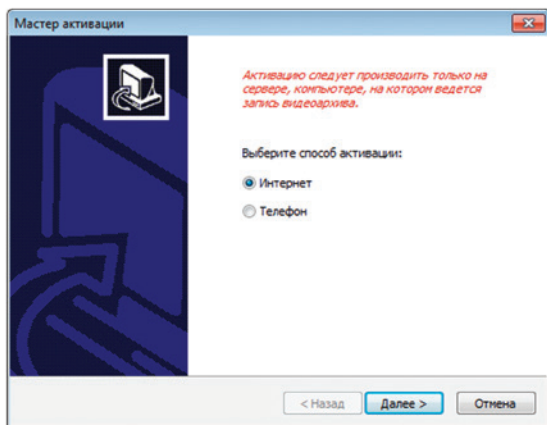 Мастер активации
Активацию следует производить только на
сервере, компьютере, на котором ведется
запись видеоархива.
Выберите способ активации:
Интернет
Телефон
< Назад
Далее >
Отмена